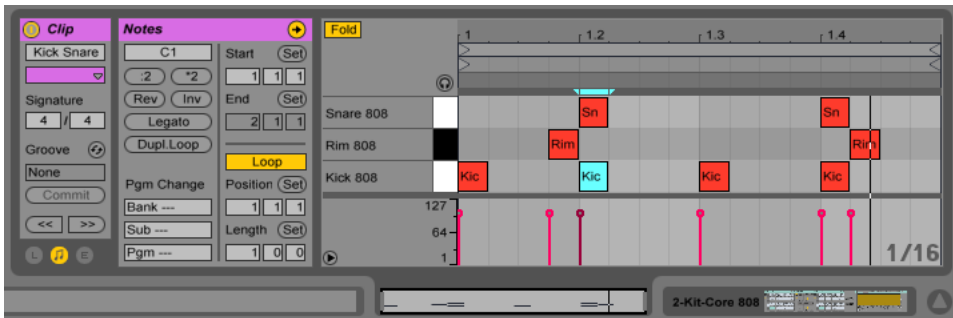 Clip
Kick Snare
Signature
4 / 4
Groove
None
Commit
<< >>
L E
Notes
C1
:2 *2
Rev Inv
Legato
Dupl.Loop
Pgm Change
Bank ---
Sub ---
Pgm ---
Start Set
1 1 1
End Set
2 1 1
Loop
Position Set
1 1 1
Length Set
1 0 0
Fold
1 1.2 1.3 1.4
Snare 808 Sn Sn
Rim 808 Rim Rim
Kick 808 Kic Kic Kic Kic
127
64
1
1/16
2-Kit-Core 808